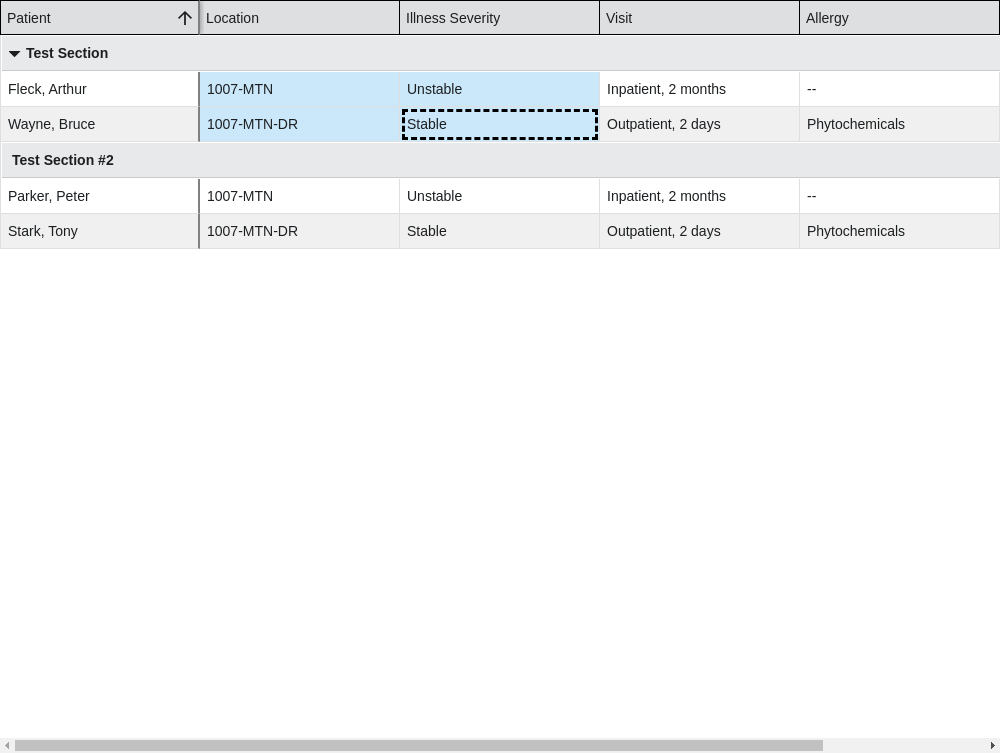 Patient Location Illness Severity Visit Allergy
Test Section
Fleck, Arthur 1007-MTN Unstable Inpatient, 2 months --
Wayne, Bruce 1007-MTN-DR Stable Outpatient, 2 days Phytochemicals
Test Section #2
Parker, Peter 1007-MTN Unstable Inpatient, 2 months --
Stark, Tony 1007-MTN-DR Stable Outpatient, 2 days Phytochemicals